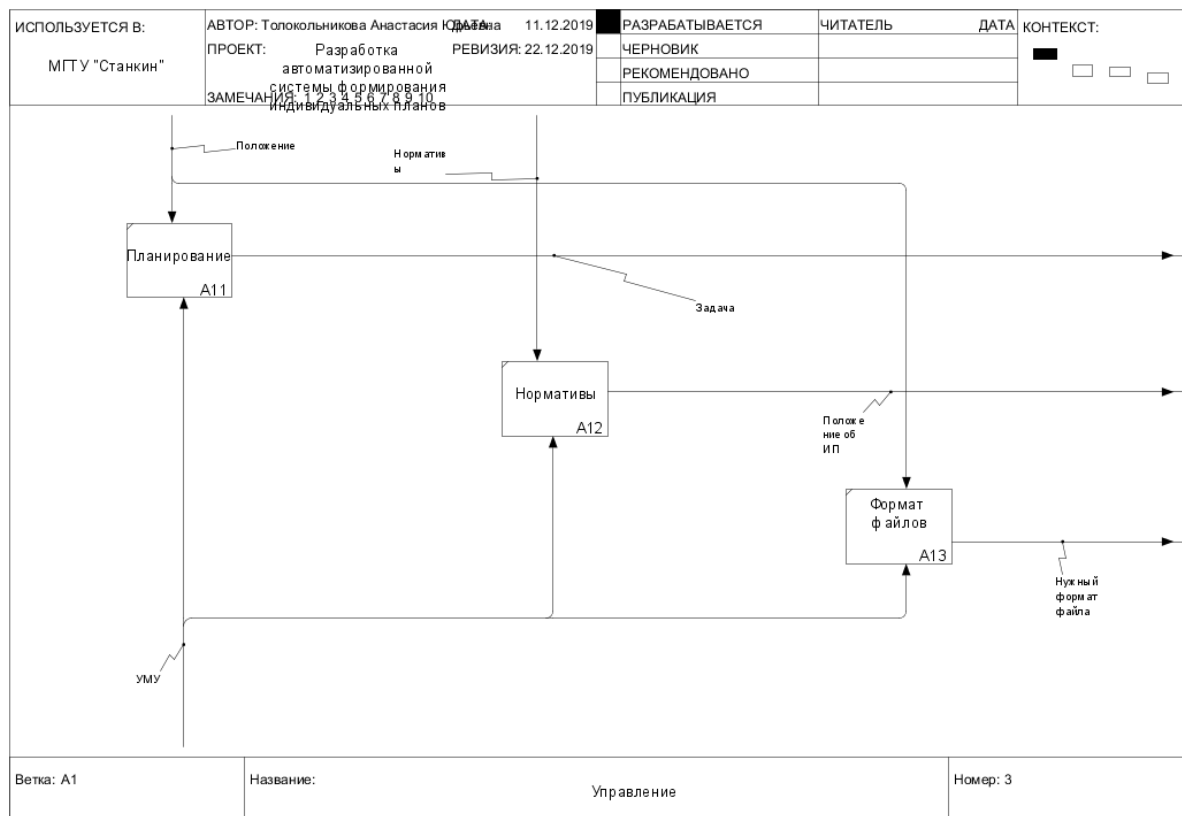 ИСПОЛЬЗУЕТСЯ В:
МГТУ "Станкин"
АВТОР: Толокольникова Анастасия Юрьевна
ДАТА: 11.12.2019
ПРОЕКТ: Разработка
автоматизированной
системы формирования
индивидуальных планов
РЕВИЗИЯ: 22.12.2019
ЗАМЕЧАНИЯ: 1 2 3 4 5 6 7 8 9 10
РАЗРАБАТЫВАЕТСЯ
ЧЕРНОВИК
РЕКОМЕНДОВАНО
ПУБЛИКАЦИЯ
ЧИТАТЕЛЬ
ДАТА
КОНТЕКСТ:
Положение
Норматив
ы
Планирование
A11
Задача
Нормативы
A12
Положе
ние об
ИП
Формат
файлов
A13
Нужный
формат
файла
УМУ
Ветка: A1
Название:
Управление
Номер: 3